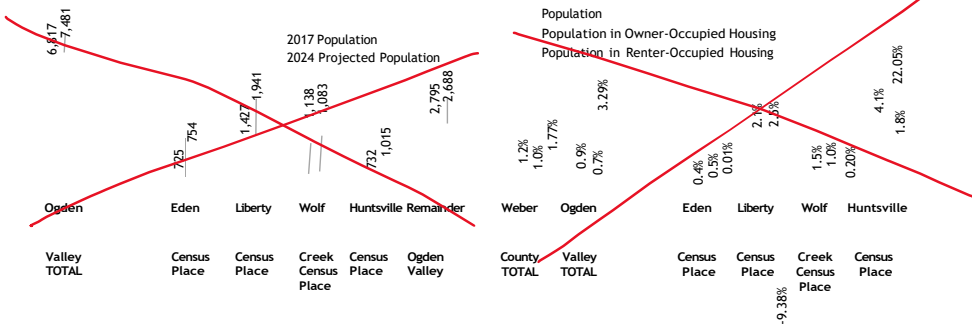 6,817
7,481
2017 Population
2024 Projected Population
725
754
1,427
1,941
1,138
1,083
732
1,015
2,795
2,688
Ogden Eden Liberty Wolf Huntsville Remainder
Valley Census Census Creek Census Ogden
TOTAL Place Place Census Place Valley
Place
Population
Population in Owner-Occupied Housing
Population in Renter-Occupied Housing
1.2%
1.0%
1.77%
0.9%
0.7%
3.29%
0.4%
0.5%
0.01%
2.1%
-9.38%
1.5%
1.0%
0.20%
4.1%
1.8%
22.05%
Weber Ogden Eden Liberty Wolf Huntsville
County Valley Census Census Creek Census
TOTAL TOTAL Place Place Census Place
Place